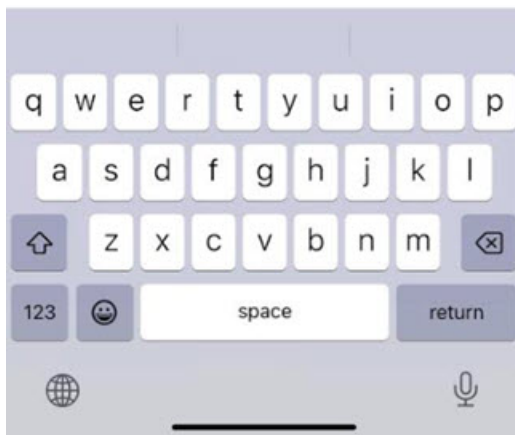 q w e r t y u i o p
a s d f g h j k l
z x c v b n m
123 space return